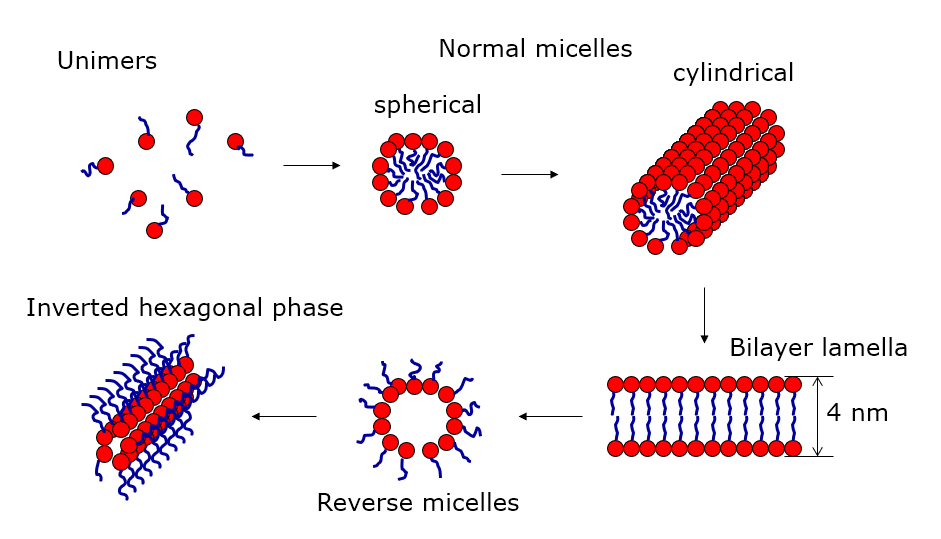 Unimers
Normal micelles
spherical
cylindrical
Inverted hexagonal phase
Bilayer lamella
4 nm
Reverse micelles